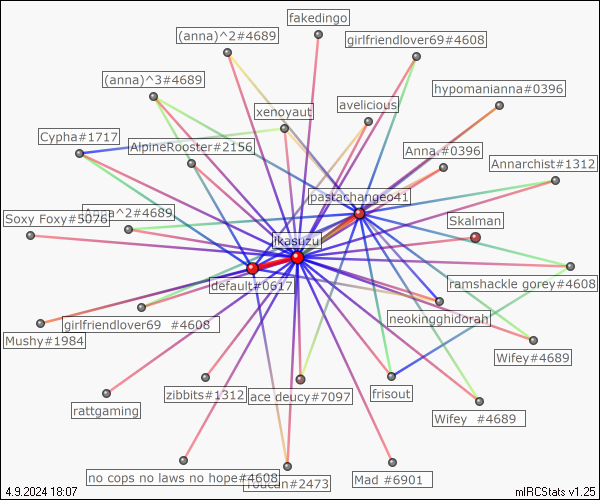 fakedingo
(anna)^2#4689
girlfriendlover69#4608
(anna)^3#4689
hypomanianna#0396
avelicious
xenoyaut
Cypha#1717
AlpineRooster#2156
Anna.#0396
Annarchist#1312
pastachangeo41
Soxy Foxy#5076
^2#4689
Skalman
ikasuzu
default#0617
ramshackle gorey#4608
neokingghidorah
girlfriendlover69 #4608
Mushy#1984
Wifey#4689
zibbits#1312
ace deucy#7097
frisout
rattgaming
Wifey #4689
no cops no laws no hope#4608
Toucan#2473
Mad #6901
4.9.2024 18:07
mIRCStats v1.25